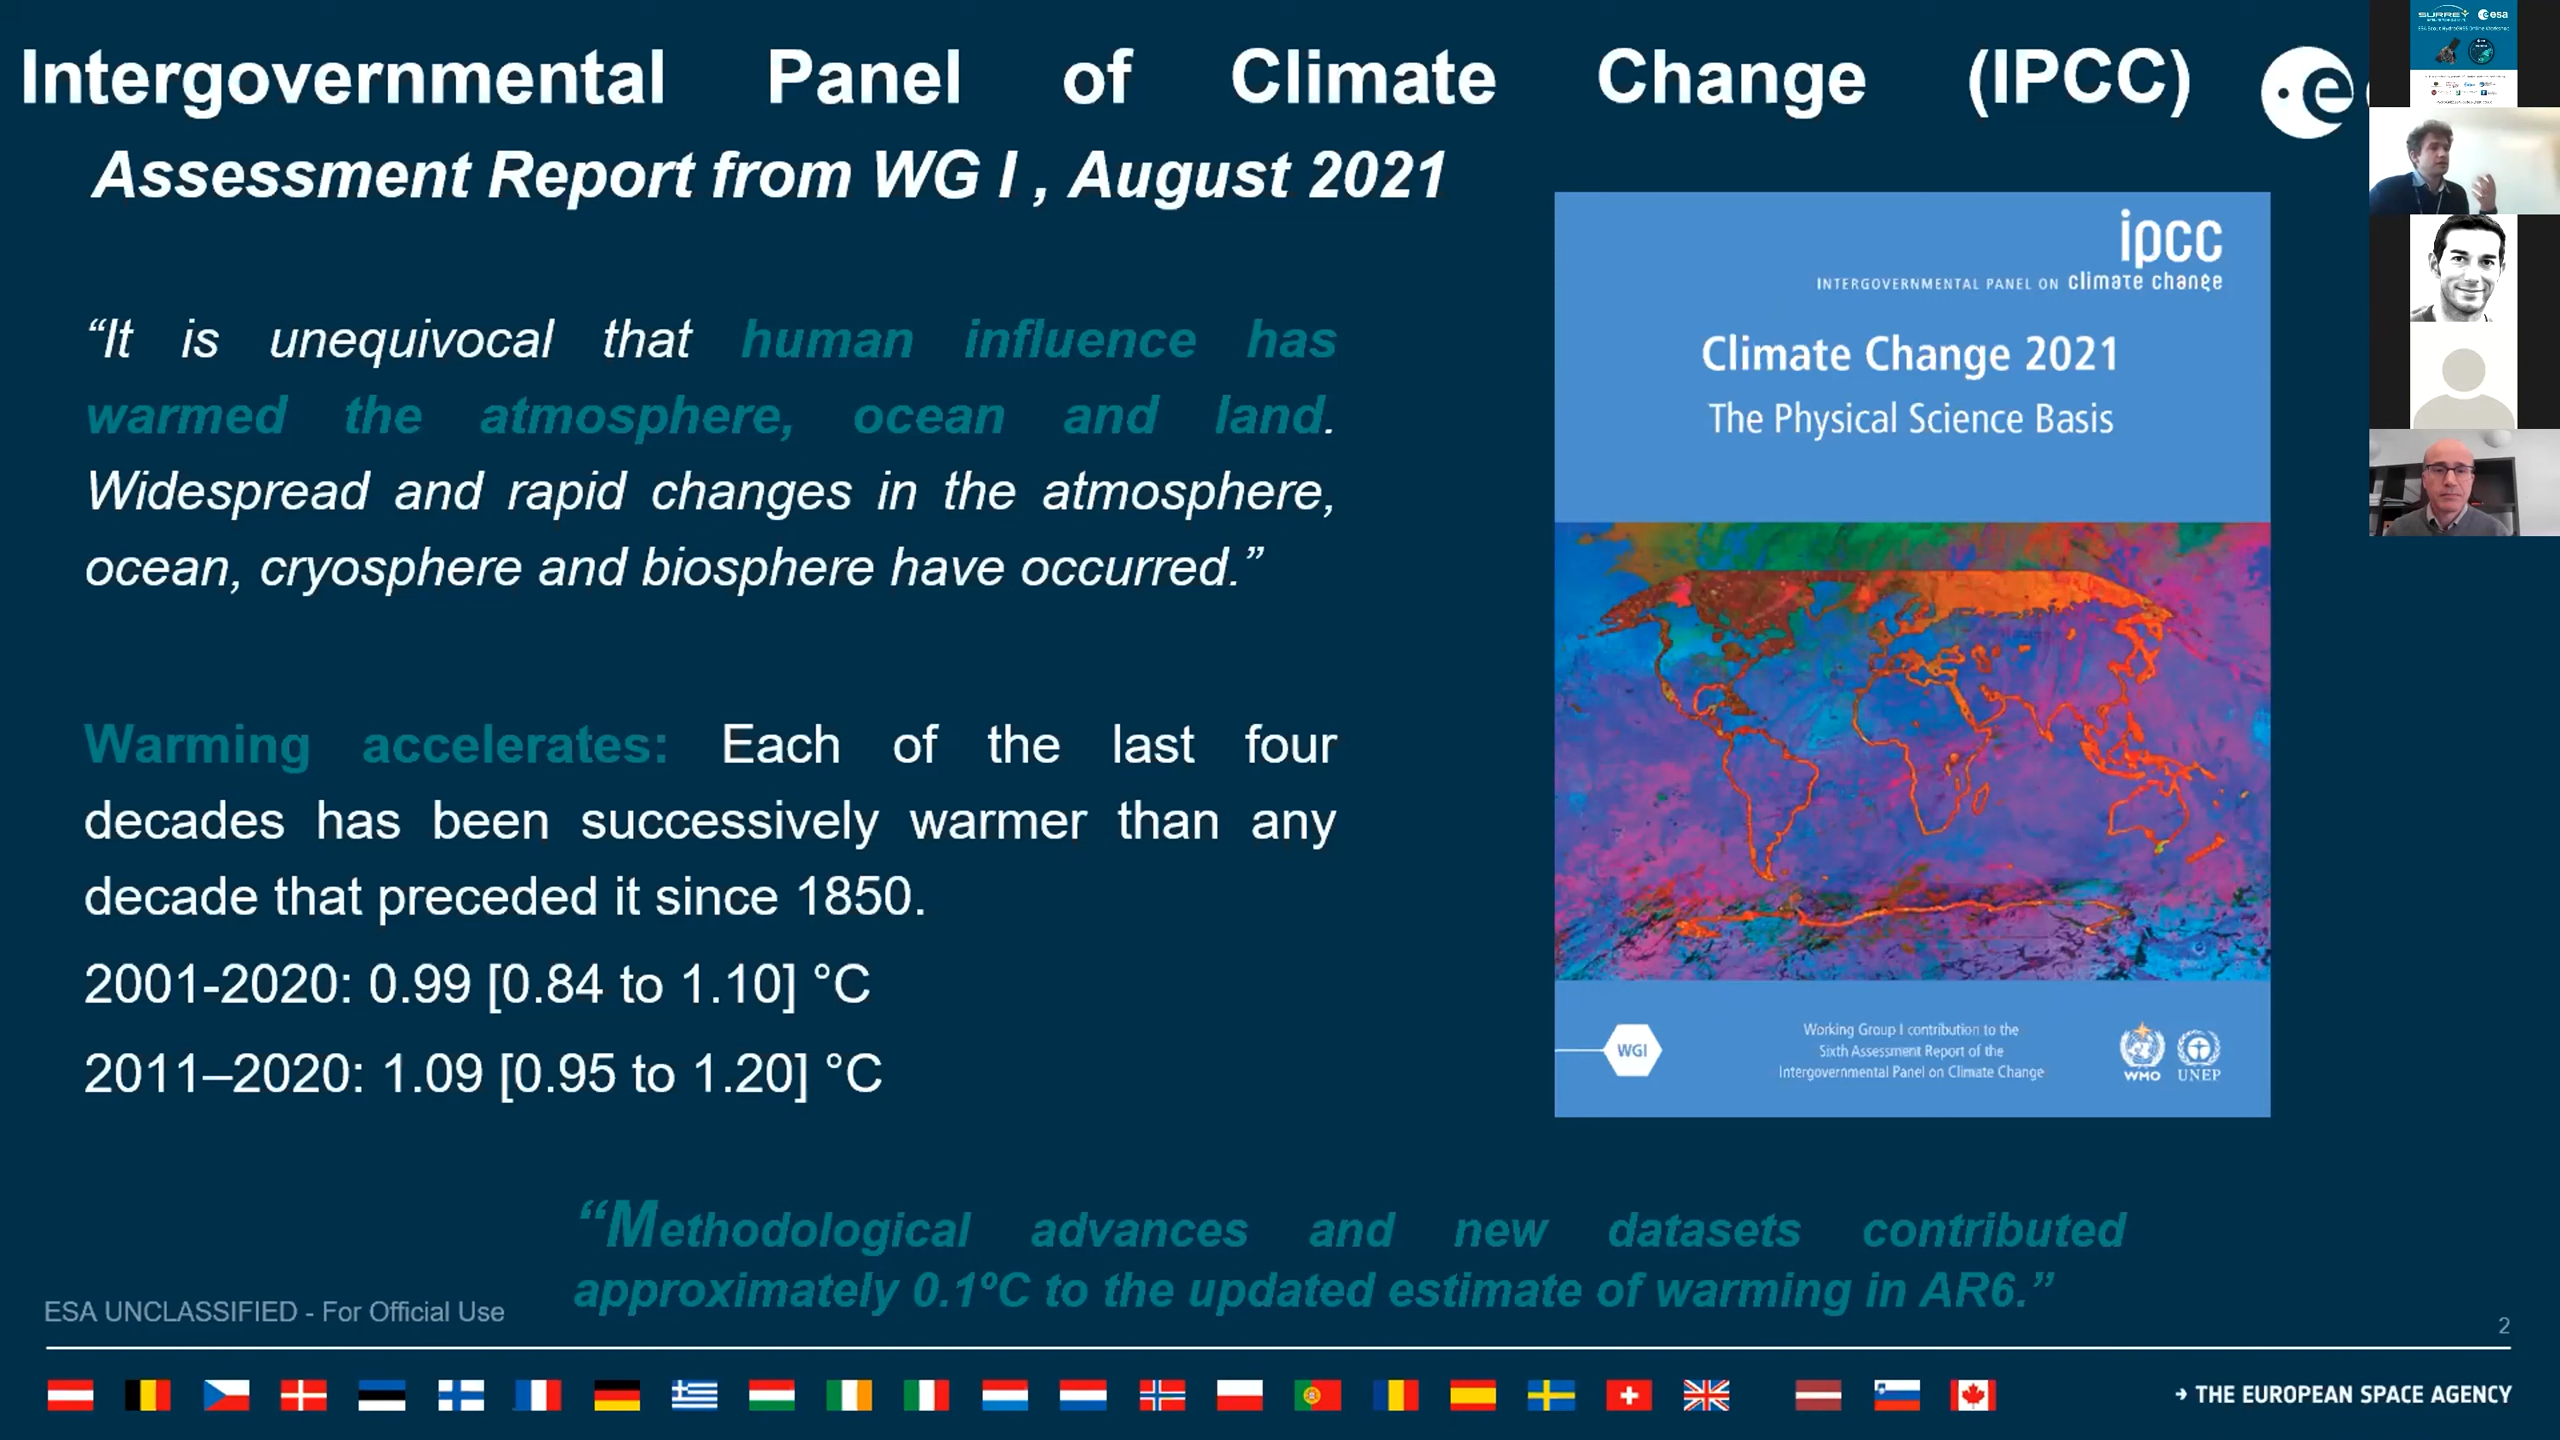 Intergovernmental Panel of Climate Change (IPCC)
Assessment Report from WG I , August 2021
“It is unequivocal that human influence has
warmed the atmosphere, ocean and land.
Widespread and rapid changes in the atmosphere,
ocean, cryosphere and biosphere have occurred.”
Warming accelerates: Each of the last four
decades has been successively warmer than any
decade that preceded it since 1850.
2001-2020: 0.99 [0.84 to 1.10] °C
2011–2020: 1.09 [0.95 to 1.20] °C
ipcc
INTERGOVERNMENTAL PANEL ON climate change
Climate Change 2021
The Physical Science Basis
WGI
Working Group I contribution to the
Sixth Assessment Report of the
Intergovernmental Panel on Climate Change
WMO UNEP
“Methodological advances and new datasets contributed
approximately 0.1ºC to the updated estimate of warming in AR6.”
ESA UNCLASSIFIED - For Official Use
2
→ THE EUROPEAN SPACE AGENCY
SURREY esa